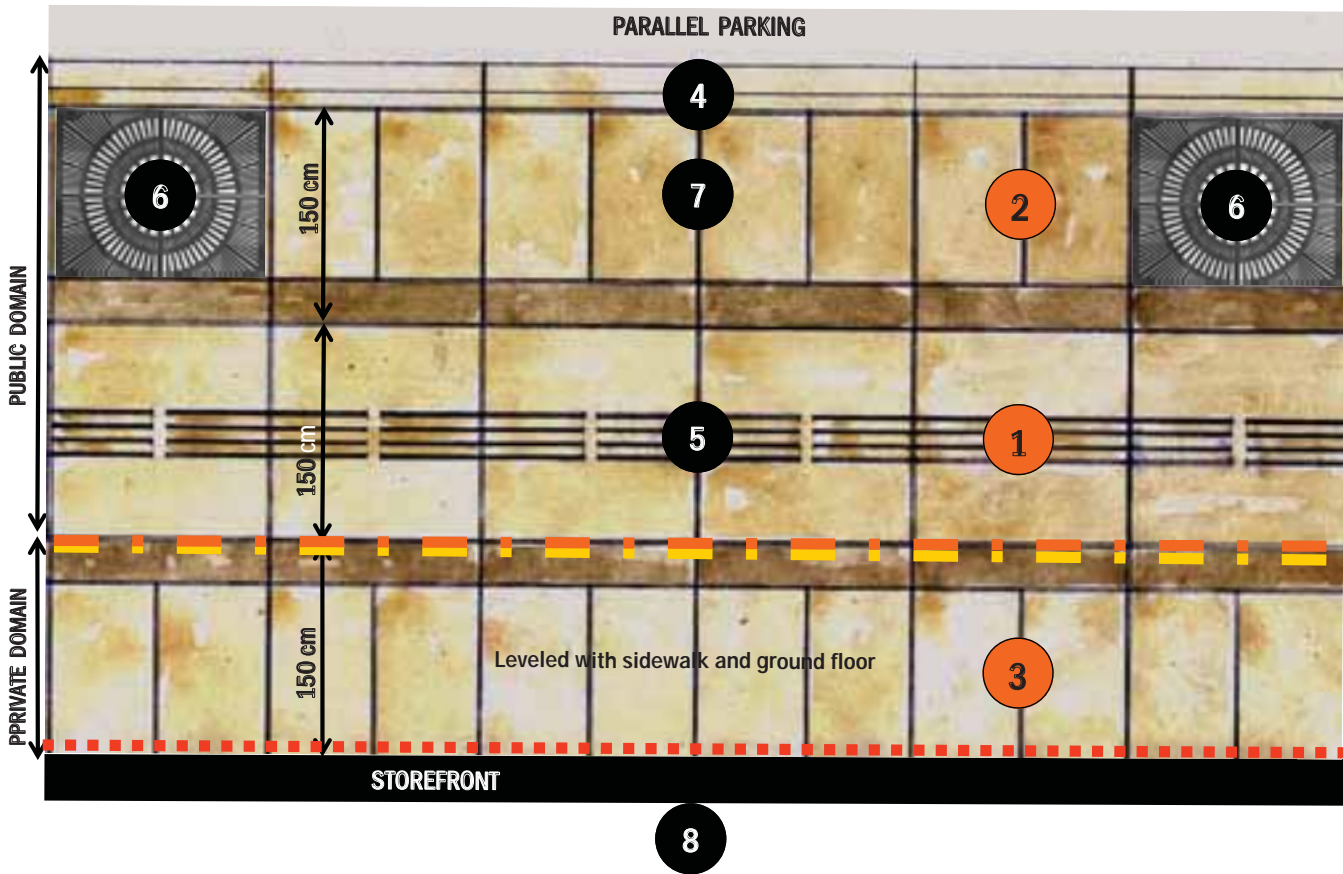 PARALLEL PARKING
4
6
150 cm
7
2
6
PUBLIC DOMAIN
150 cm
5
1
PPRIVATE DOMAIN
150 cm
Leveled with sidewalk and ground floor
3
STOREFRONT
8